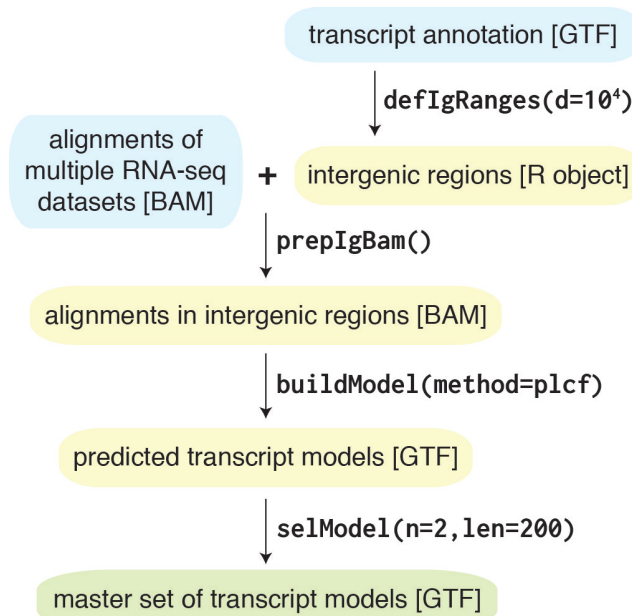 transcript annotation [GTF]
defIgRanges(d=10⁴)
alignments of
multiple RNA-seq
datasets [BAM]
+
intergenic regions [R object]
prepIgBam()
alignments in intergenic regions [BAM]
buildModel(method=plcf)
predicted transcript models [GTF]
selModel(n=2,len=200)
master set of transcript models [GTF]